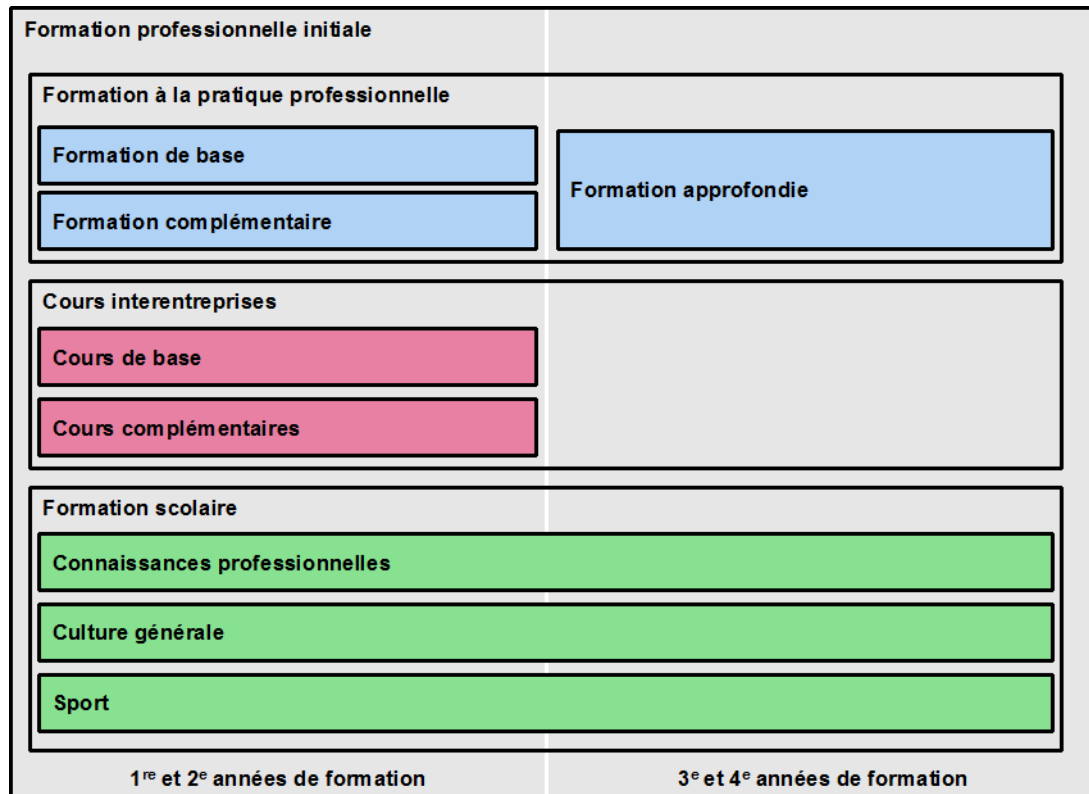 Formation professionnelle initiale
Formation à la pratique professionnelle
Formation de base
Formation complémentaire
Formation approfondie
Cours interentreprises
Cours de base
Cours complémentaires
Formation scolaire
Connaissances professionnelles
Culture générale
Sport
1re et 2e années de formation
3e et 4e années de formation